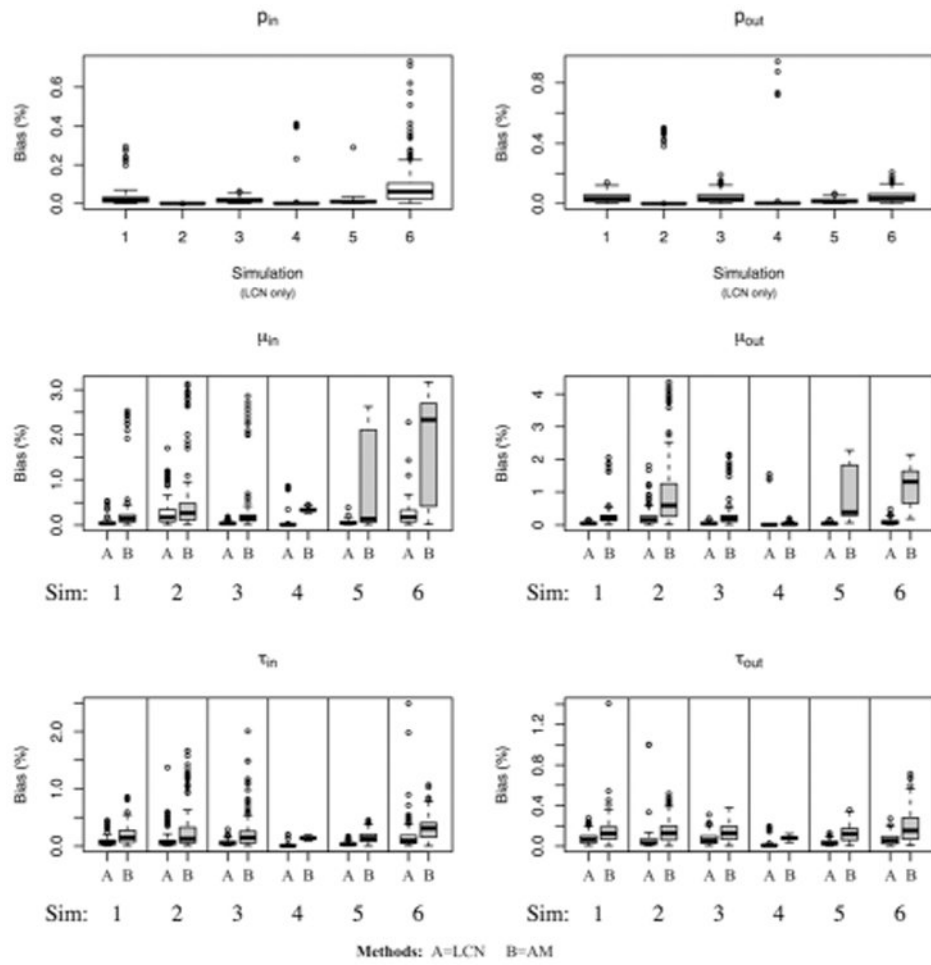 p_in p_out
Bias (%) 0.0 0.2 0.4 0.6 Bias (%) 0.0 0.4 0.8
1 2 3 4 5 6 1 2 3 4 5 6
Simulation Simulation
(LCN only) (LCN only)
μ_in μ_out
Bias (%) 0.0 1.0 2.0 3.0 Bias (%) 0 1 2 4
A B A B A B A B A B A B A B A B A B A B A B A B
Sim: 1 2 3 4 5 6 Sim: 1 2 3 4 5 6
τ_in τ_out
Bias (%) 0.0 1.0 2.0 Bias (%) 0.0 0.4 0.8 1.2
A B A B A B A B A B A B A B A B A B A B A B A B
Sim: 1 2 3 4 5 6 Sim: 1 2 3 4 5 6
Methods: A=LCN B=AM